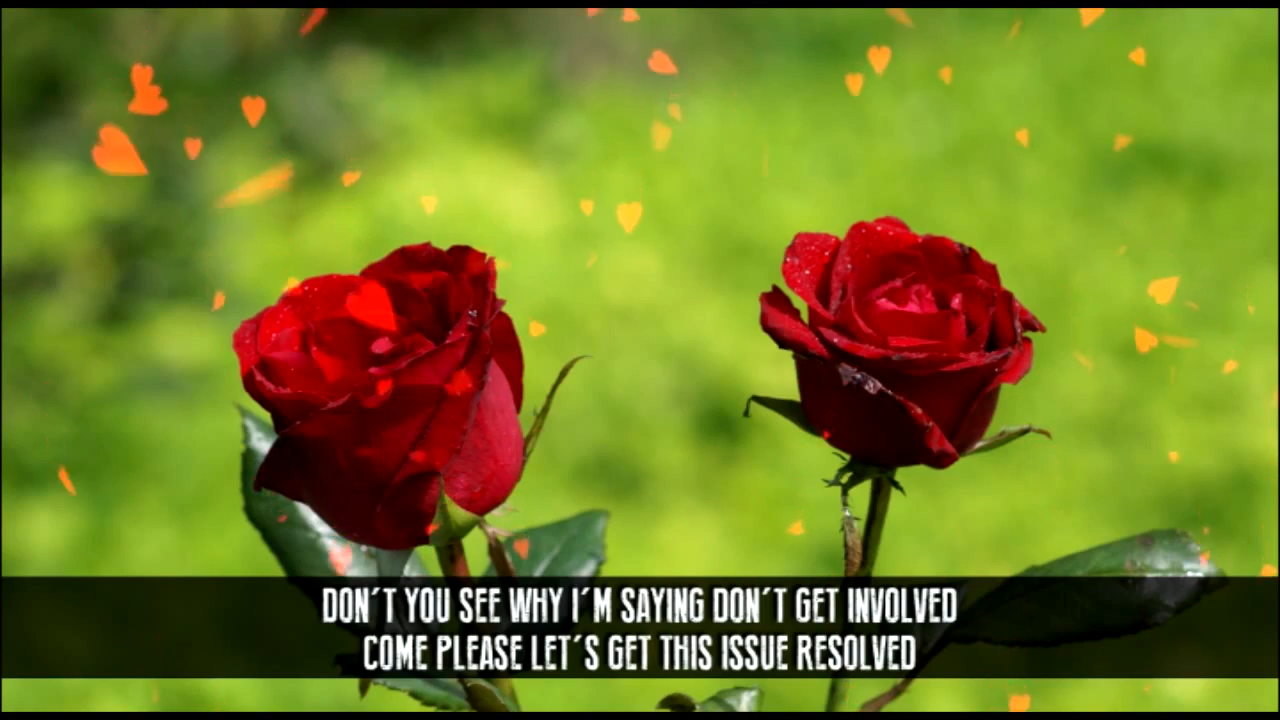 DON´T YOU SEE WHY I´M SAYING DON´T GET INVOLVED
COME PLEASE LET´S GET THIS ISSUE RESOLVED